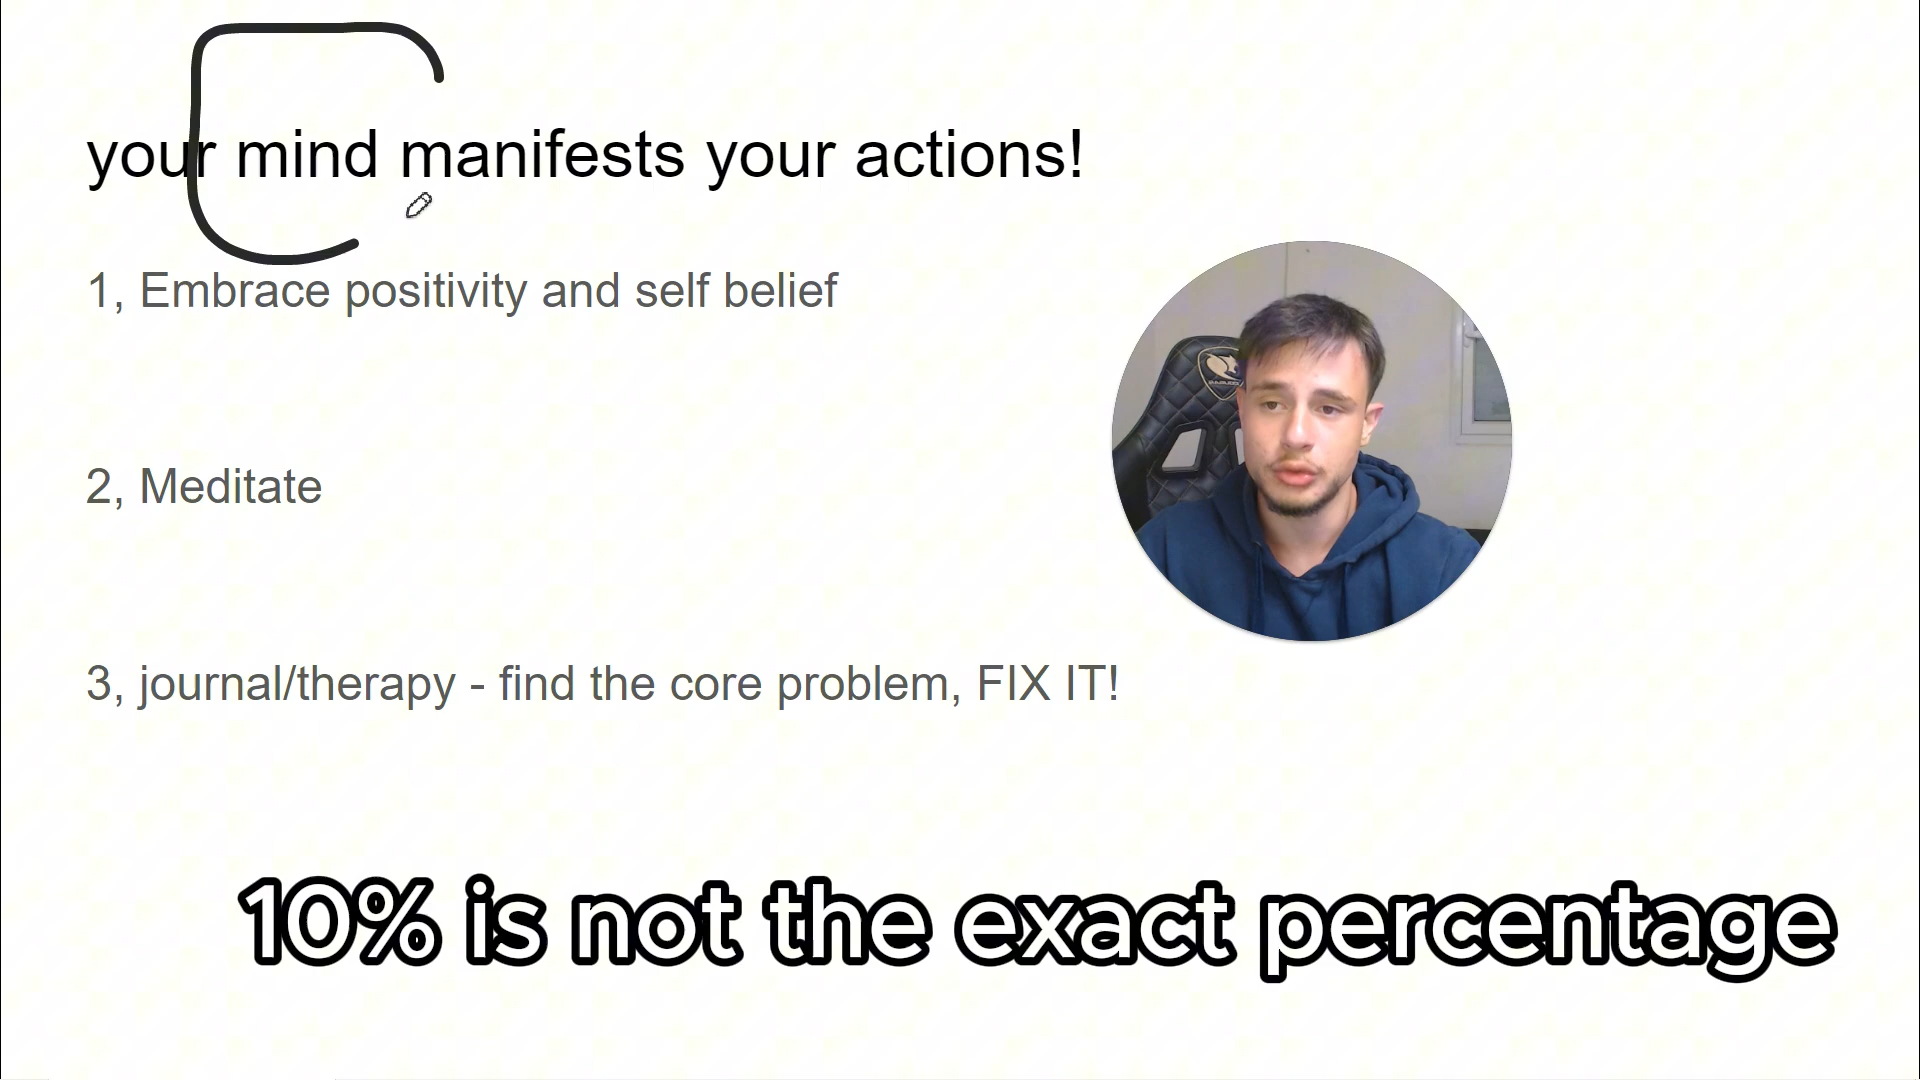 your mind manifests your actions!
1, Embrace positivity and self belief
2, Meditate
3, journal/therapy - find the core problem, FIX IT!
10% is not the exact percentage